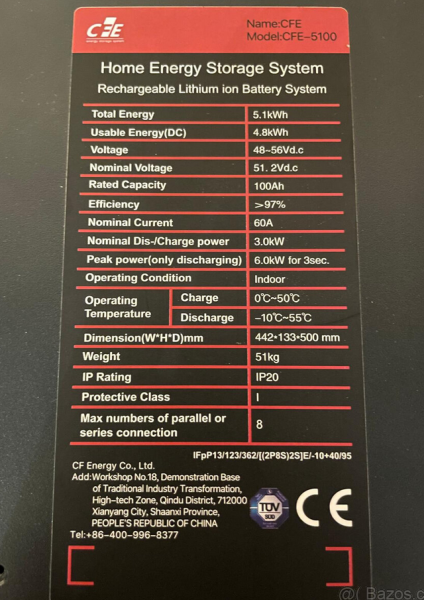 CFE
energy storage system
Name:CFE
Model:CFE-5100
Home Energy Storage System
Rechargeable Lithium ion Battery System
Total Energy 5.1kWh
Usable Energy(DC) 4.8kWh
Voltage 48~56Vd.c
Nominal Voltage 51. 2Vd.c
Rated Capacity 100Ah
Efficiency >97%
Nominal Current 60A
Nominal Dis-/Charge power 3.0kW
Peak power(only discharging) 6.0kW for 3sec.
Operating Condition Indoor
Operating Temperature Charge 0℃~50℃
Discharge -10℃~55℃
Dimension(W*H*D)mm 442*133*500 mm
Weight 51kg
IP Rating IP20
Protective Class I
Max numbers of parallel or
series connection 8
IFpP13/123/362/[(2P8S)2S]E/-10+40/95
CF Energy Co., Ltd.
Add:Workshop No.18, Demonstration Base
of Traditional Industry Transformation,
High-tech Zone, Qindu District, 712000
Xianyang City, Shaanxi Province,
PEOPLE'S REPUBLIC OF CHINA
Tel:+86-400-996-8377
TÜV
SÜD
CE
@( Bazos.c